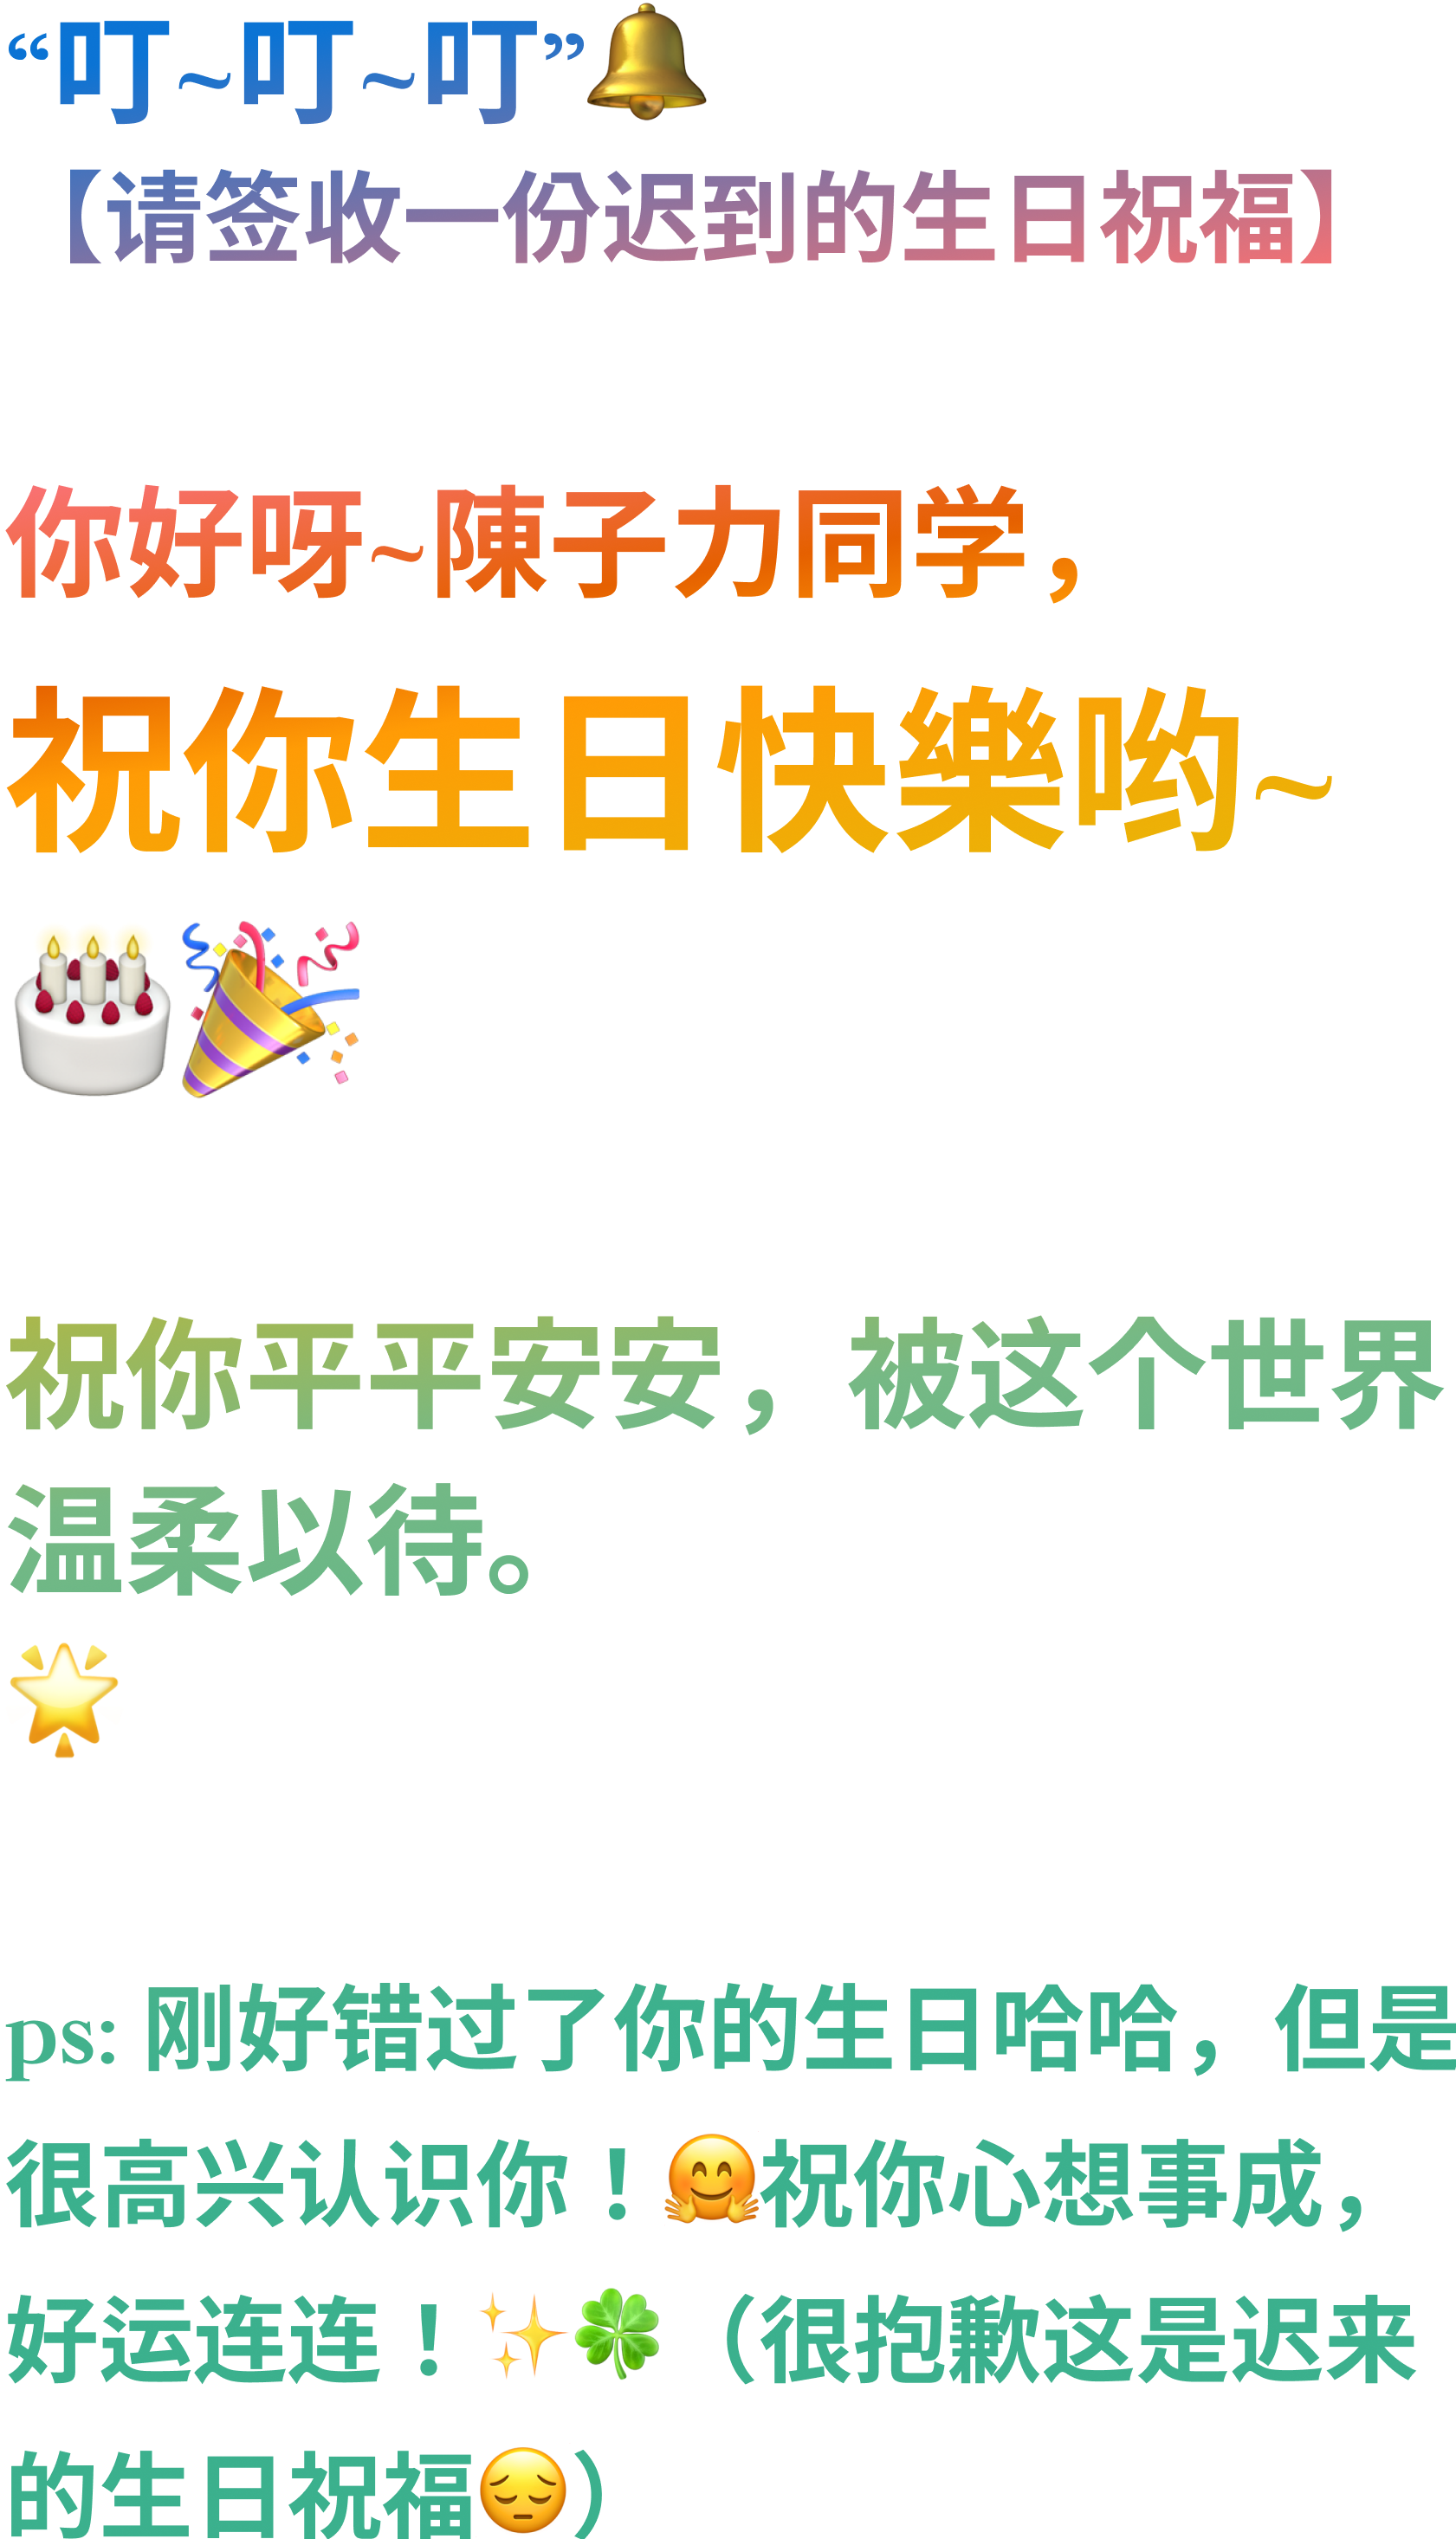 “叮~叮~叮”🔔
【请签收一份迟到的生日祝福】
你好呀~陳子力同学，
祝你生日快樂哟~
🎂🎉
祝你平平安安，被这个世界
温柔以待。
🌟
ps: 刚好错过了你的生日哈哈，但是
很高兴认识你！🤗祝你心想事成，
好运连连！✨🍀（很抱歉这是迟来
的生日祝福😔）